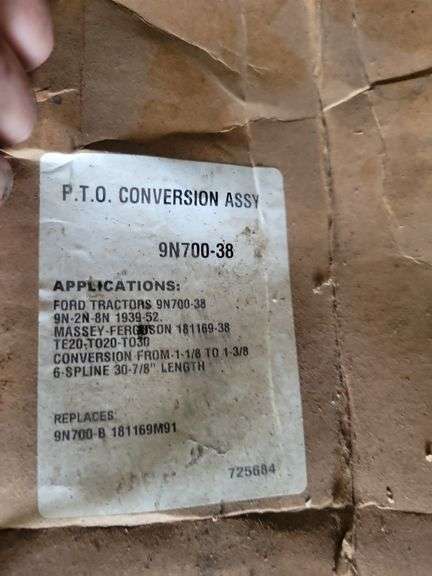 P.T.O. CONVERSION ASSY
9N700-38
APPLICATIONS:
FORD TRACTORS 9N700-38
9N-2N-8N 1939-52.
MASSEY-FERGUSON 181169-38
TE20-TO20-TO30
CONVERSION FROM-1-1/8 TO 1-3/8
6-SPLINE 30-7/8" LENGTH
REPLACES:
9N700-B 181169M91
725684